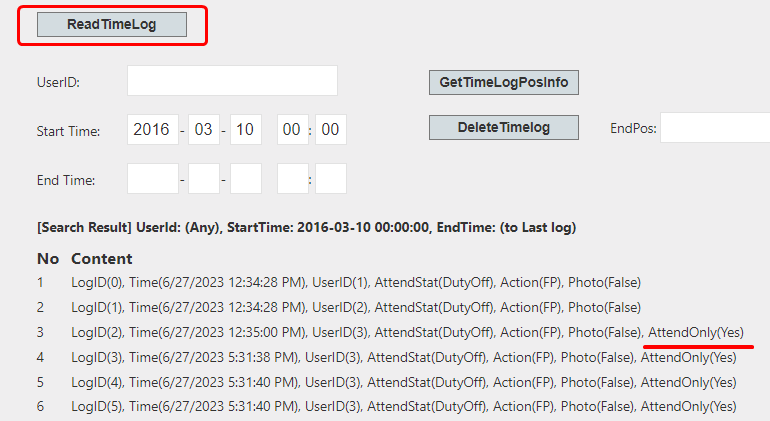 ReadTimeLog
UserID:
GetTimeLogPosInfo
Start Time: 2016 - 03 - 10 00 : 00
DeleteTimelog
EndPos:
End Time: - - :
[Search Result] UserId: (Any), StartTime: 2016-03-10 00:00:00, EndTime: (to Last log)
No Content
1 LogID(0), Time(6/27/2023 12:34:28 PM), UserID(1), AttendStat(DutyOff), Action(FP), Photo(False)
2 LogID(1), Time(6/27/2023 12:34:28 PM), UserID(2), AttendStat(DutyOff), Action(FP), Photo(False)
3 LogID(2), Time(6/27/2023 12:35:00 PM), UserID(3), AttendStat(DutyOff), Action(FP), Photo(False), AttendOnly(Yes)
4 LogID(3), Time(6/27/2023 5:31:38 PM), UserID(3), AttendStat(DutyOff), Action(FP), Photo(False), AttendOnly(Yes)
5 LogID(4), Time(6/27/2023 5:31:40 PM), UserID(3), AttendStat(DutyOff), Action(FP), Photo(False), AttendOnly(Yes)
6 LogID(5), Time(6/27/2023 5:31:40 PM), UserID(3), AttendStat(DutyOff), Action(FP), Photo(False), AttendOnly(Yes)